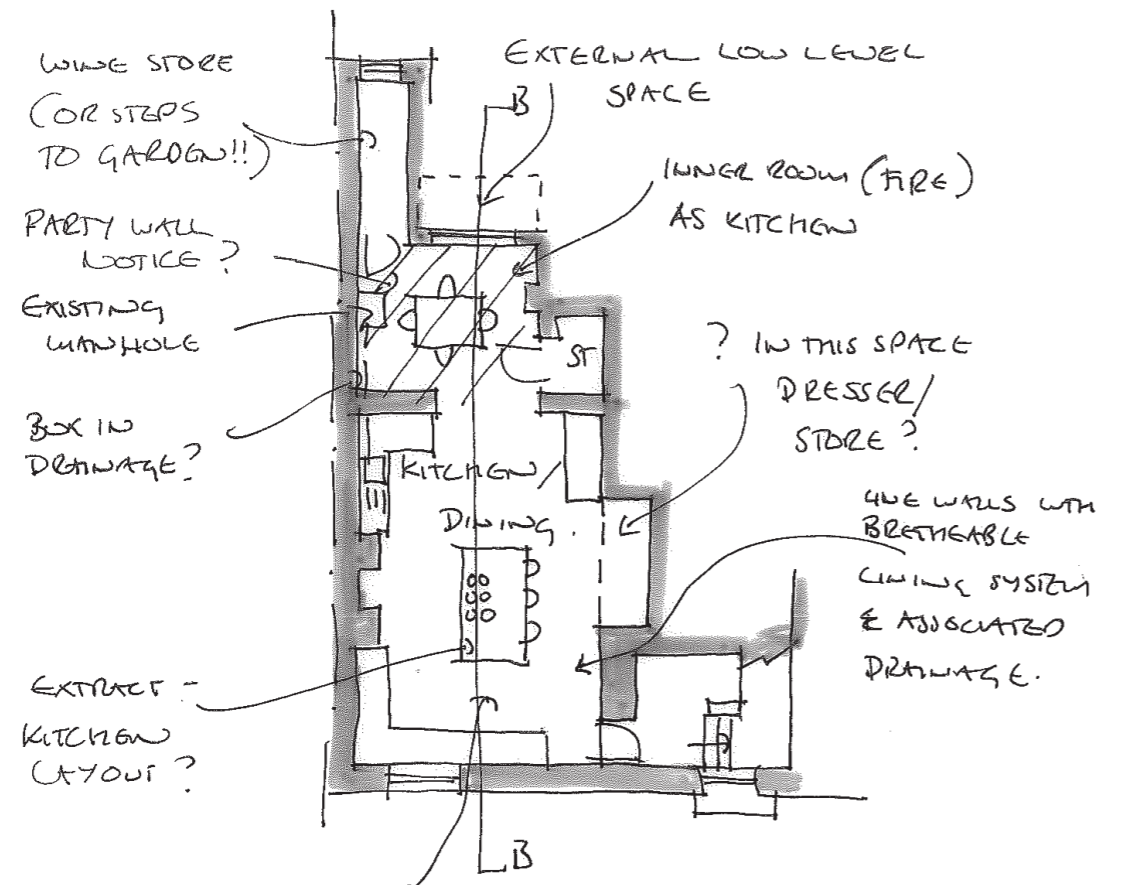 WINE STORE
(OR STEPS
TO GARDEN!!)
EXTERNAL LOW LEVEL
SPACE
B
INNER ROOM (FIRE)
AS KITCHEN
PARTY WALL
NOTICE?
EXISTING
MANHOLE
BOX IN
DRAINAGE?
ST
? IN THIS SPACE
DRESSER/
STORE?
KITCHEN/
DINING.
LINE WALLS WITH
BRETHEABLE
LINING SYSTEM
& ASSOCIATED
DRAINAGE.
EXTRACT -
KITCHEN
LAYOUT?
B